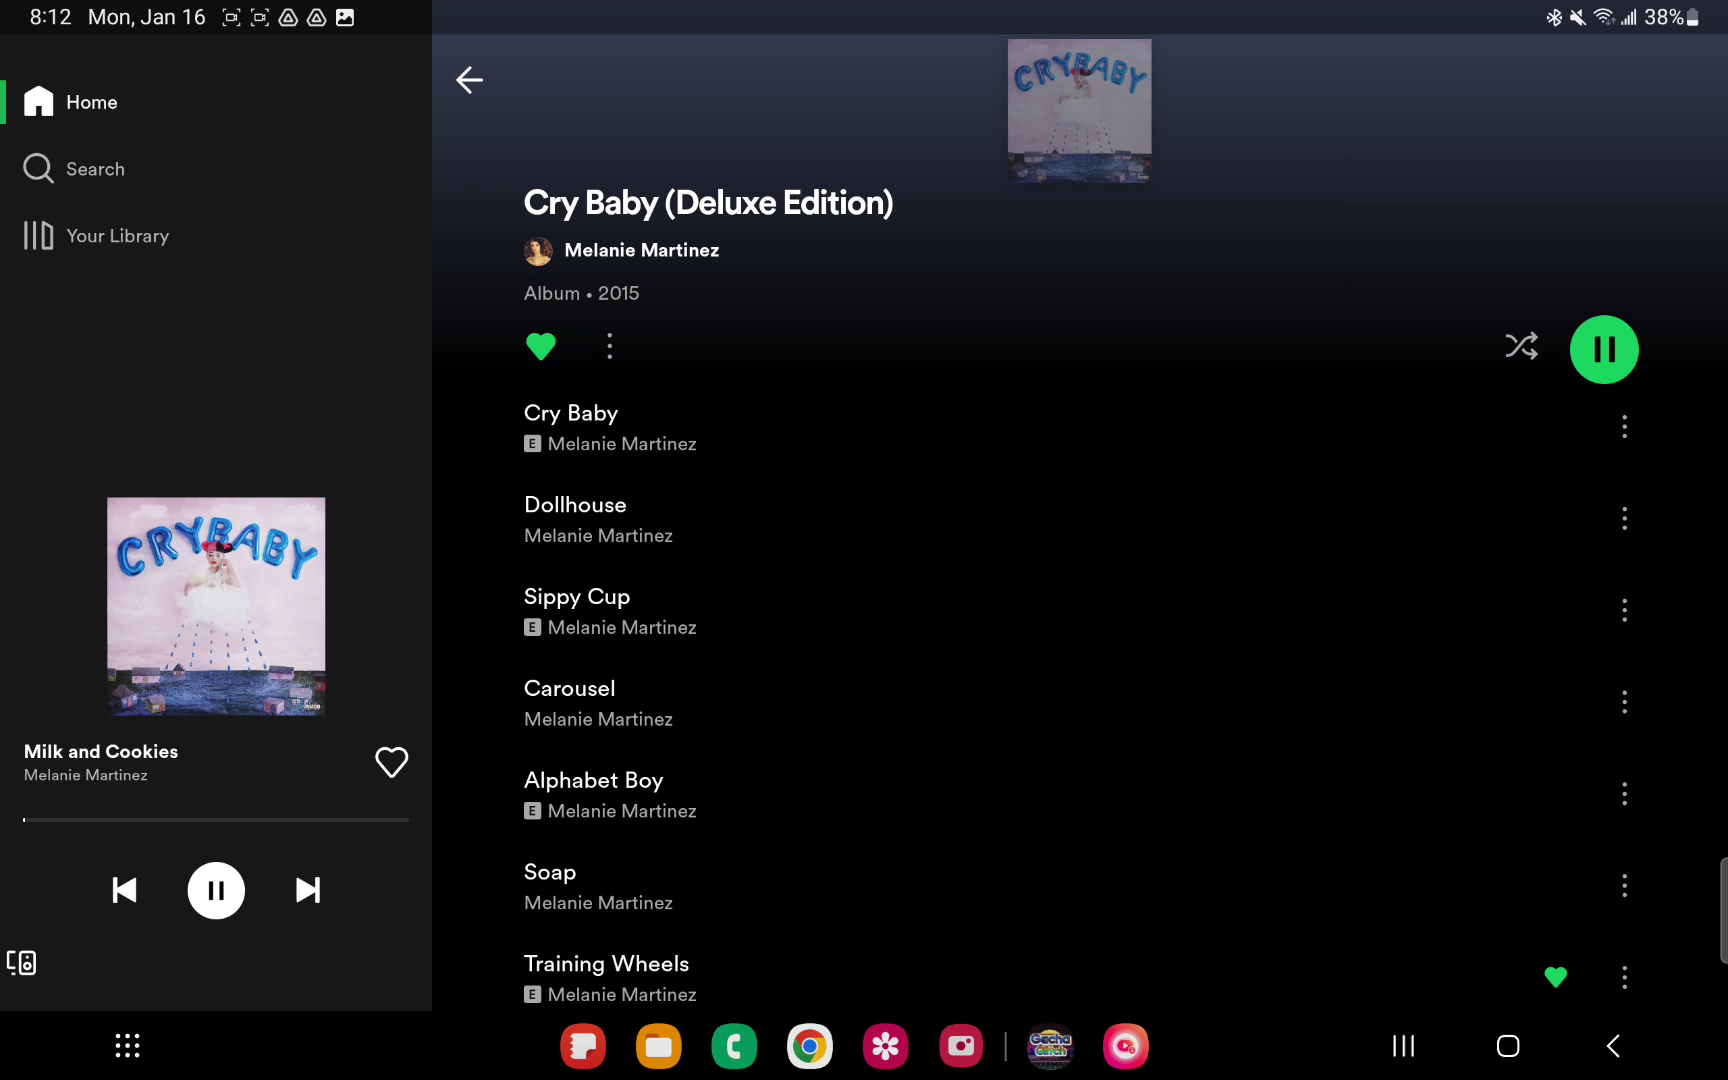 8:12 Mon, Jan 16
38%
Home
Search
Your Library
CRYBABY
Milk and Cookies
Melanie Martinez
CRYBABY
Cry Baby (Deluxe Edition)
Melanie Martinez
Album • 2015
Cry Baby
E Melanie Martinez
Dollhouse
Melanie Martinez
Sippy Cup
E Melanie Martinez
Carousel
Melanie Martinez
Alphabet Boy
E Melanie Martinez
Soap
Melanie Martinez
Training Wheels
E Melanie Martinez
Gacha
Glitch